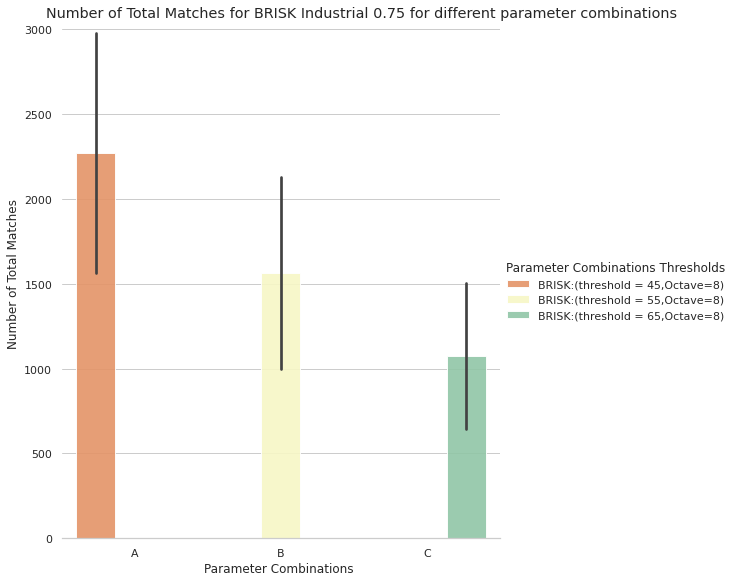 Number of Total Matches for BRISK Industrial 0.75 for different parameter combinations
3000
2500
2000
1500
1000
500
0
Number of Total Matches
A
B
C
Parameter Combinations
Parameter Combinations Thresholds
BRISK:(threshold = 45,Octave=8)
BRISK:(threshold = 55,Octave=8)
BRISK:(threshold = 65,Octave=8)